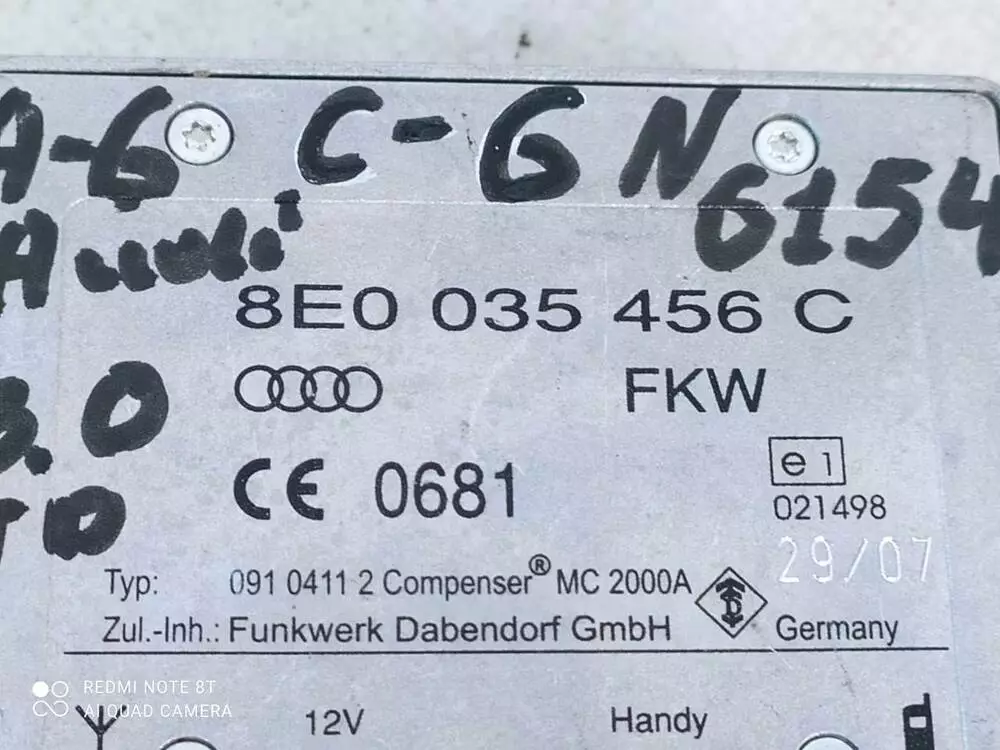 A-6 C-6 N
6154
8E0 035 456 C
FKW
CE 0681
e1
021498
29/07
3.0
TD
Typ: 091 0411 2 Compenser® MC 2000A
Zul.-Inh.: Funkwerk Dabendorf GmbH Germany
12V Handy
REDMI NOTE 8T
AI QUAD CAMERA